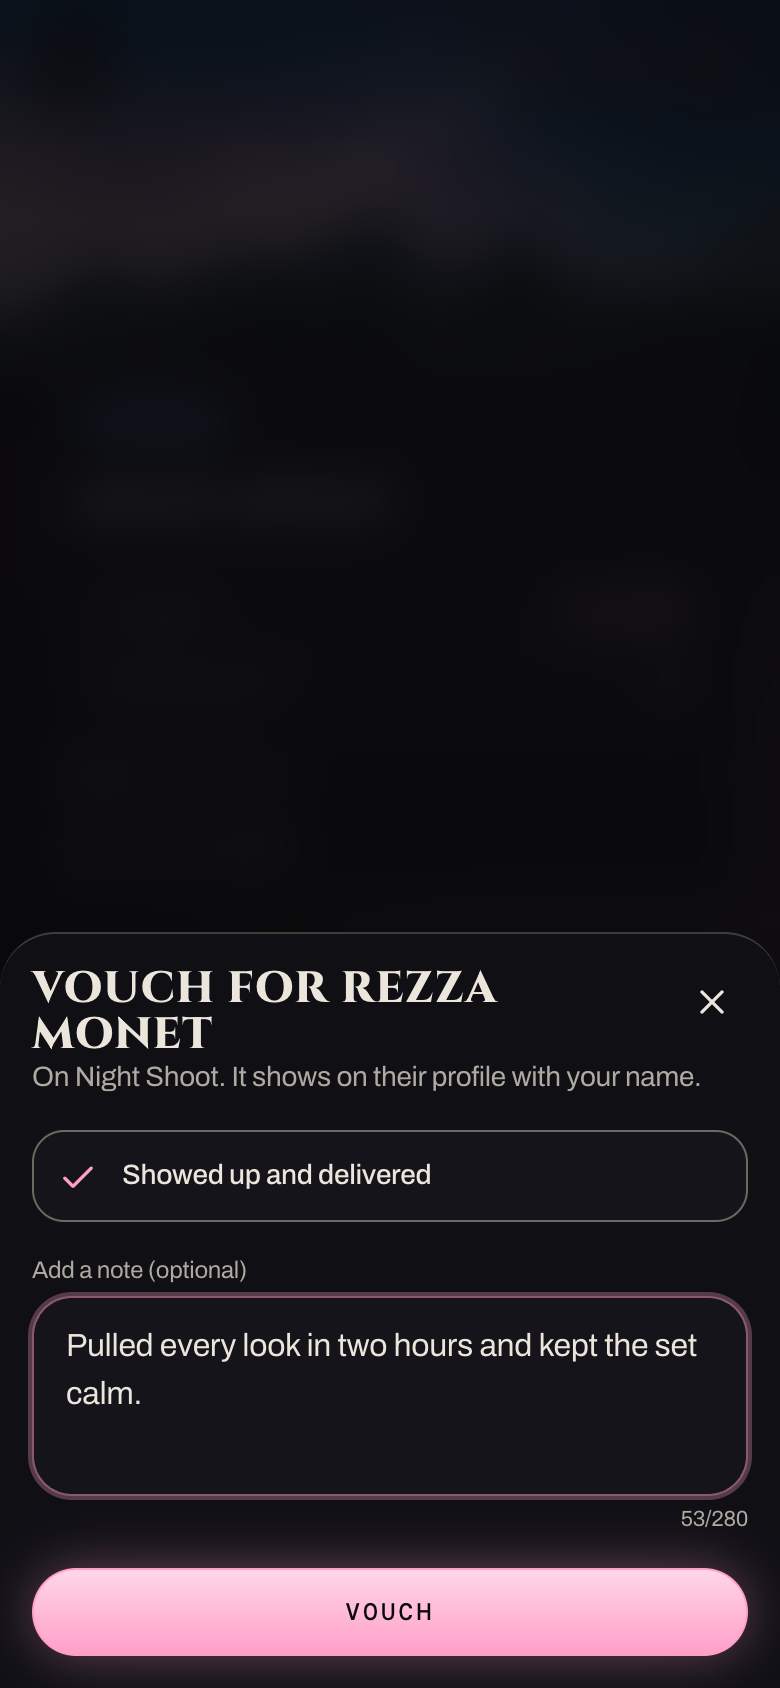 VOUCH FOR REZZA
MONET
On Night Shoot. It shows on their profile with your name.
Showed up and delivered
Add a note (optional)
Pulled every look in two hours and kept the set
calm.
53/280
VOUCH